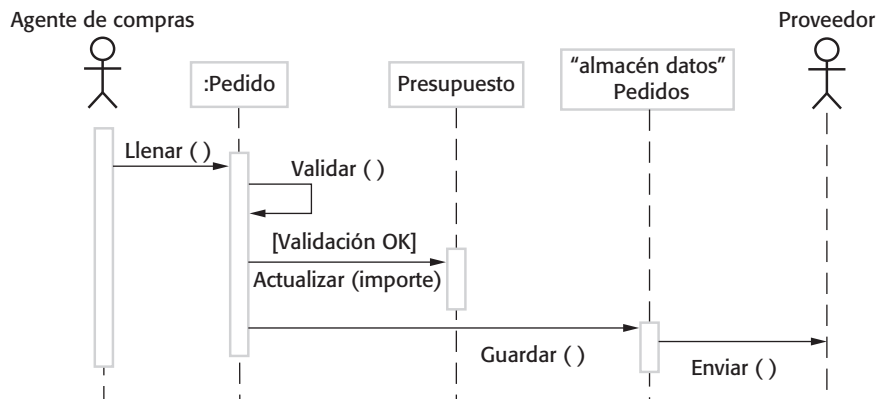 Agente de compras
Proveedor
:Pedido
Presupuesto
“almacén datos”
Pedidos
Llenar ( )
Validar ( )
[Validación OK]
Actualizar (importe)
Guardar ( )
Enviar ( )